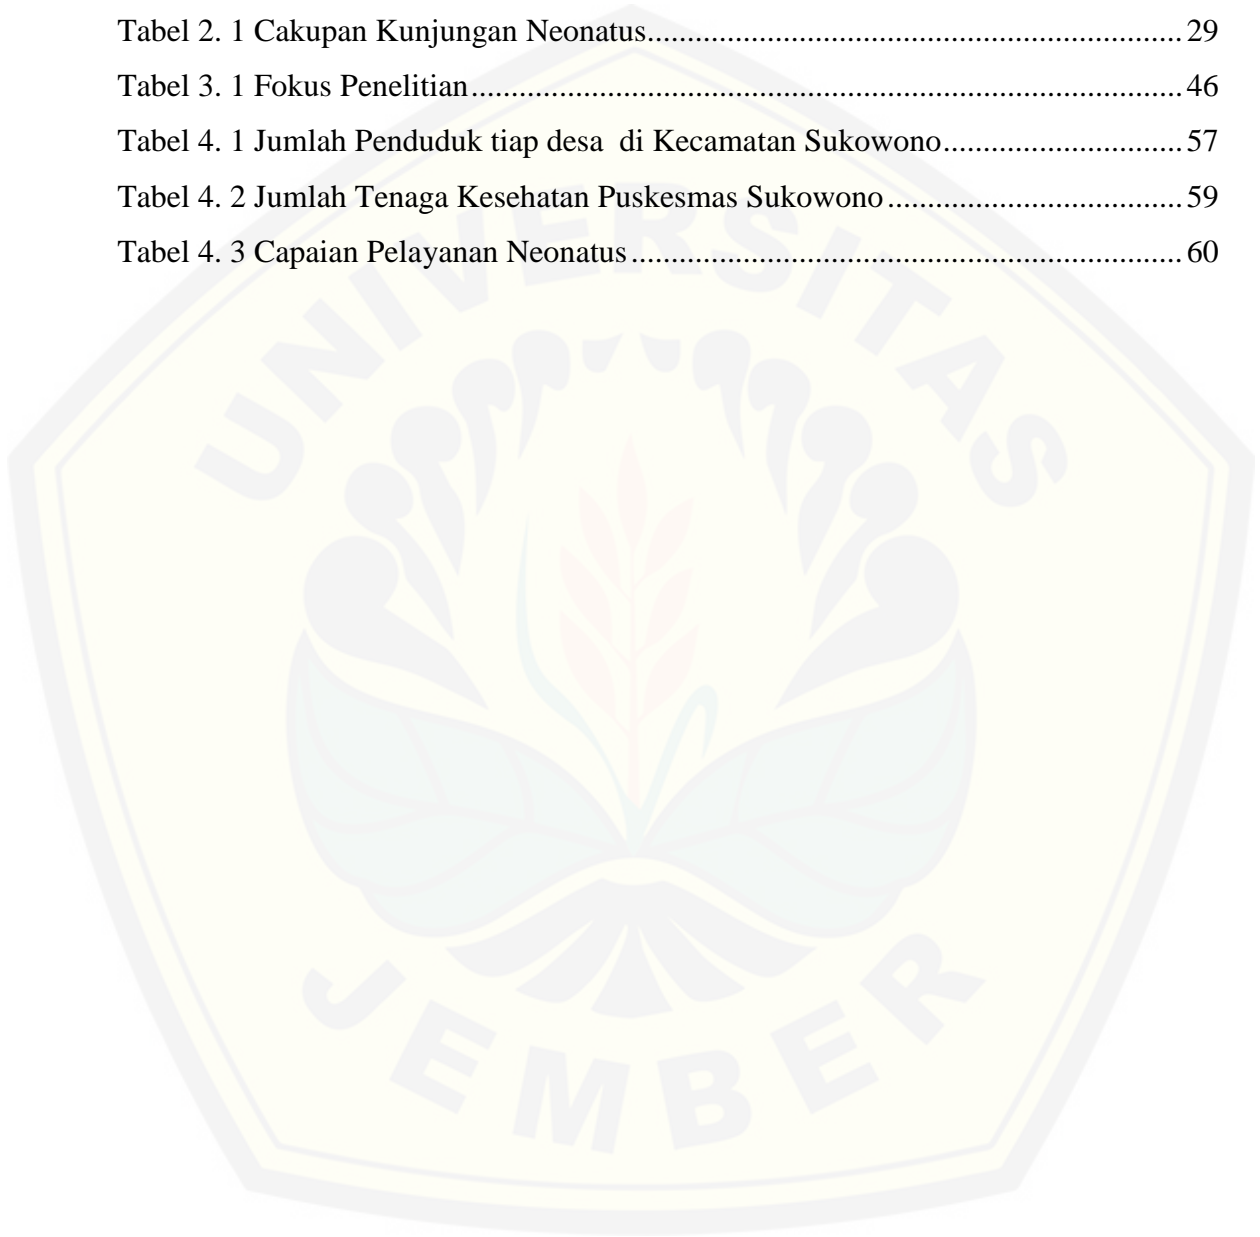 Tabel 2. 1 Cakupan Kunjungan Neonatus.................................................................... 29
Tabel 3. 1 Fokus Penelitian.......................................................................................... 46
Tabel 4. 1 Jumlah Penduduk tiap desa  di Kecamatan Sukowono.............................. 57
Tabel 4. 2 Jumlah Tenaga Kesehatan Puskesmas Sukowono..................................... 59
Tabel 4. 3 Capaian Pelayanan Neonatus...................................................................... 60
UNIVERSITAS
JEMBER